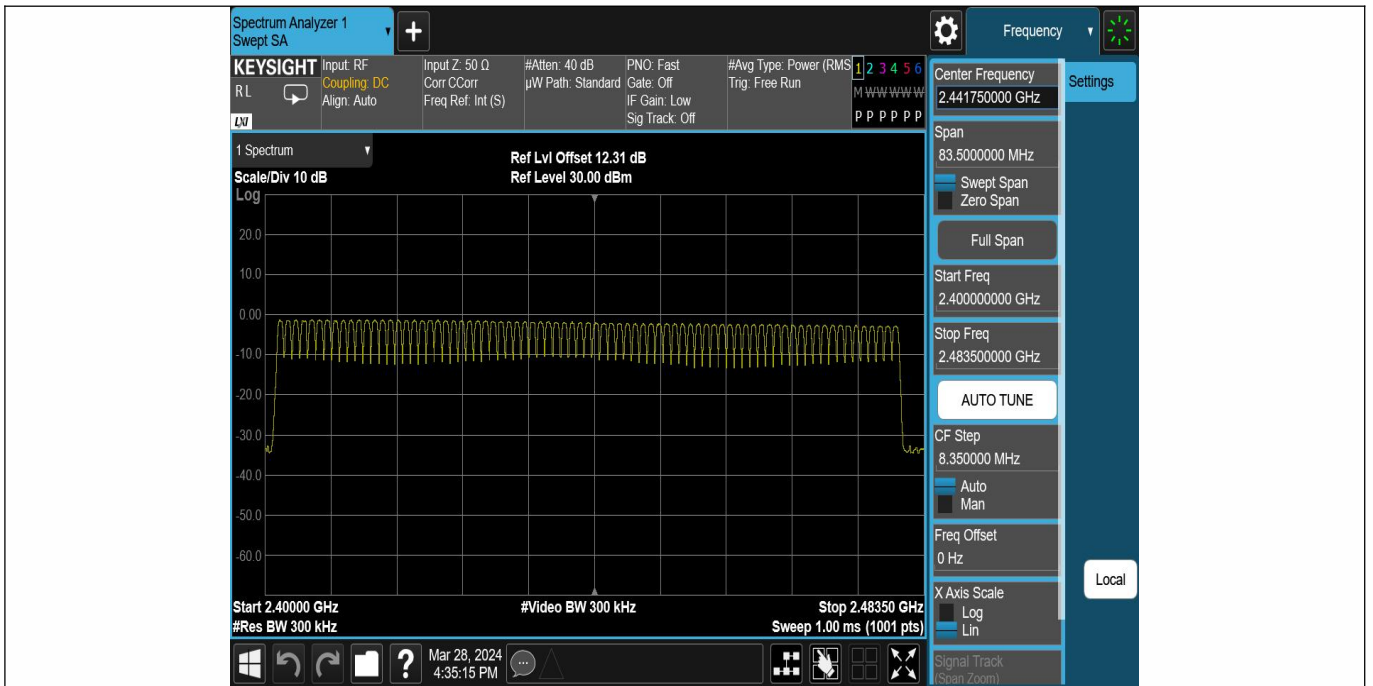 Spectrum Analyzer 1
Swept SA
+
Frequency
KEYSIGHT
RL
LXI
Input: RF
Coupling: DC
Align: Auto
Input Z: 50 Ω
Corr CCorr
Freq Ref: Int (S)
#Atten: 40 dB
µW Path: Standard
PNO: Fast
Gate: Off
IF Gain: Low
Sig Track: Off
#Avg Type: Power (RMS
Trig: Free Run
1 2 3 4 5 6
M W W W W W
P P P P P P
1 Spectrum
Scale/Div 10 dB
Log
Ref Lvl Offset 12.31 dB
Ref Level 30.00 dBm
20.0
10.0
0.00
-10.0
-20.0
-30.0
-40.0
-50.0
-60.0
Start 2.40000 GHz
#Res BW 300 kHz
#Video BW 300 kHz
Stop 2.48350 GHz
Sweep 1.00 ms (1001 pts)
Center Frequency
2.441750000 GHz
Span
83.5000000 MHz
Swept Span
Zero Span
Full Span
Start Freq
2.400000000 GHz
Stop Freq
2.483500000 GHz
AUTO TUNE
CF Step
8.350000 MHz
Auto
Man
Freq Offset
0 Hz
X Axis Scale
Log
Lin
Signal Track
(Span Zoom)
Settings
Local
?
Mar 28, 2024
4:35:15 PM